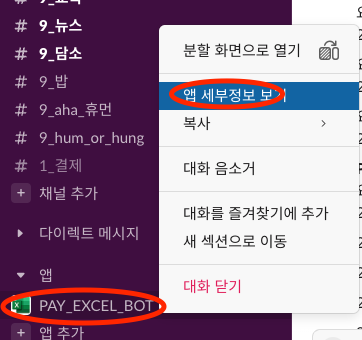 # 9_뉴스
# 9_담소
# 9_밥
# 9_aha_휴먼
# 9_hum_or_hung
# 1_결제
+ 채널 추가
다이렉트 메시지
앱
PAY_EXCEL_BOT
+ 앱 추가
분할 화면으로 열기
앱 세부정보 보기
복사
대화 음소거
대화를 즐겨찾기에 추가
새 섹션으로 이동
대화 닫기